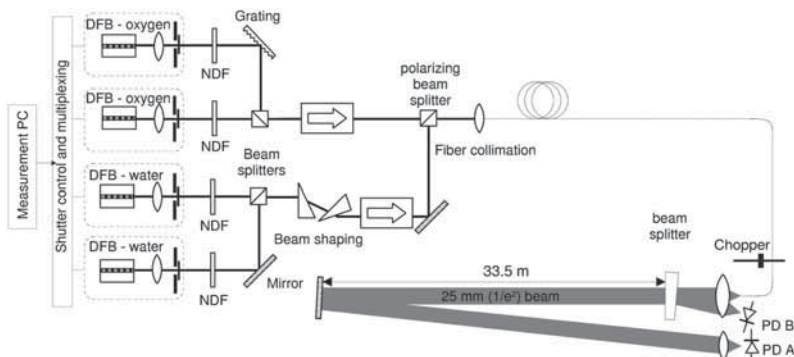 Measurement PC
Shutter control and multiplexing
DFB - oxygen
NDF
Grating
DFB - oxygen
NDF
polarizing
beam
splitter
Fiber collimation
DFB - water
NDF
Beam
splitters
Beam shaping
DFB - water
NDF
Mirror
33.5 m
25 mm (1/e²) beam
beam
splitter
Chopper
PD B
PD A